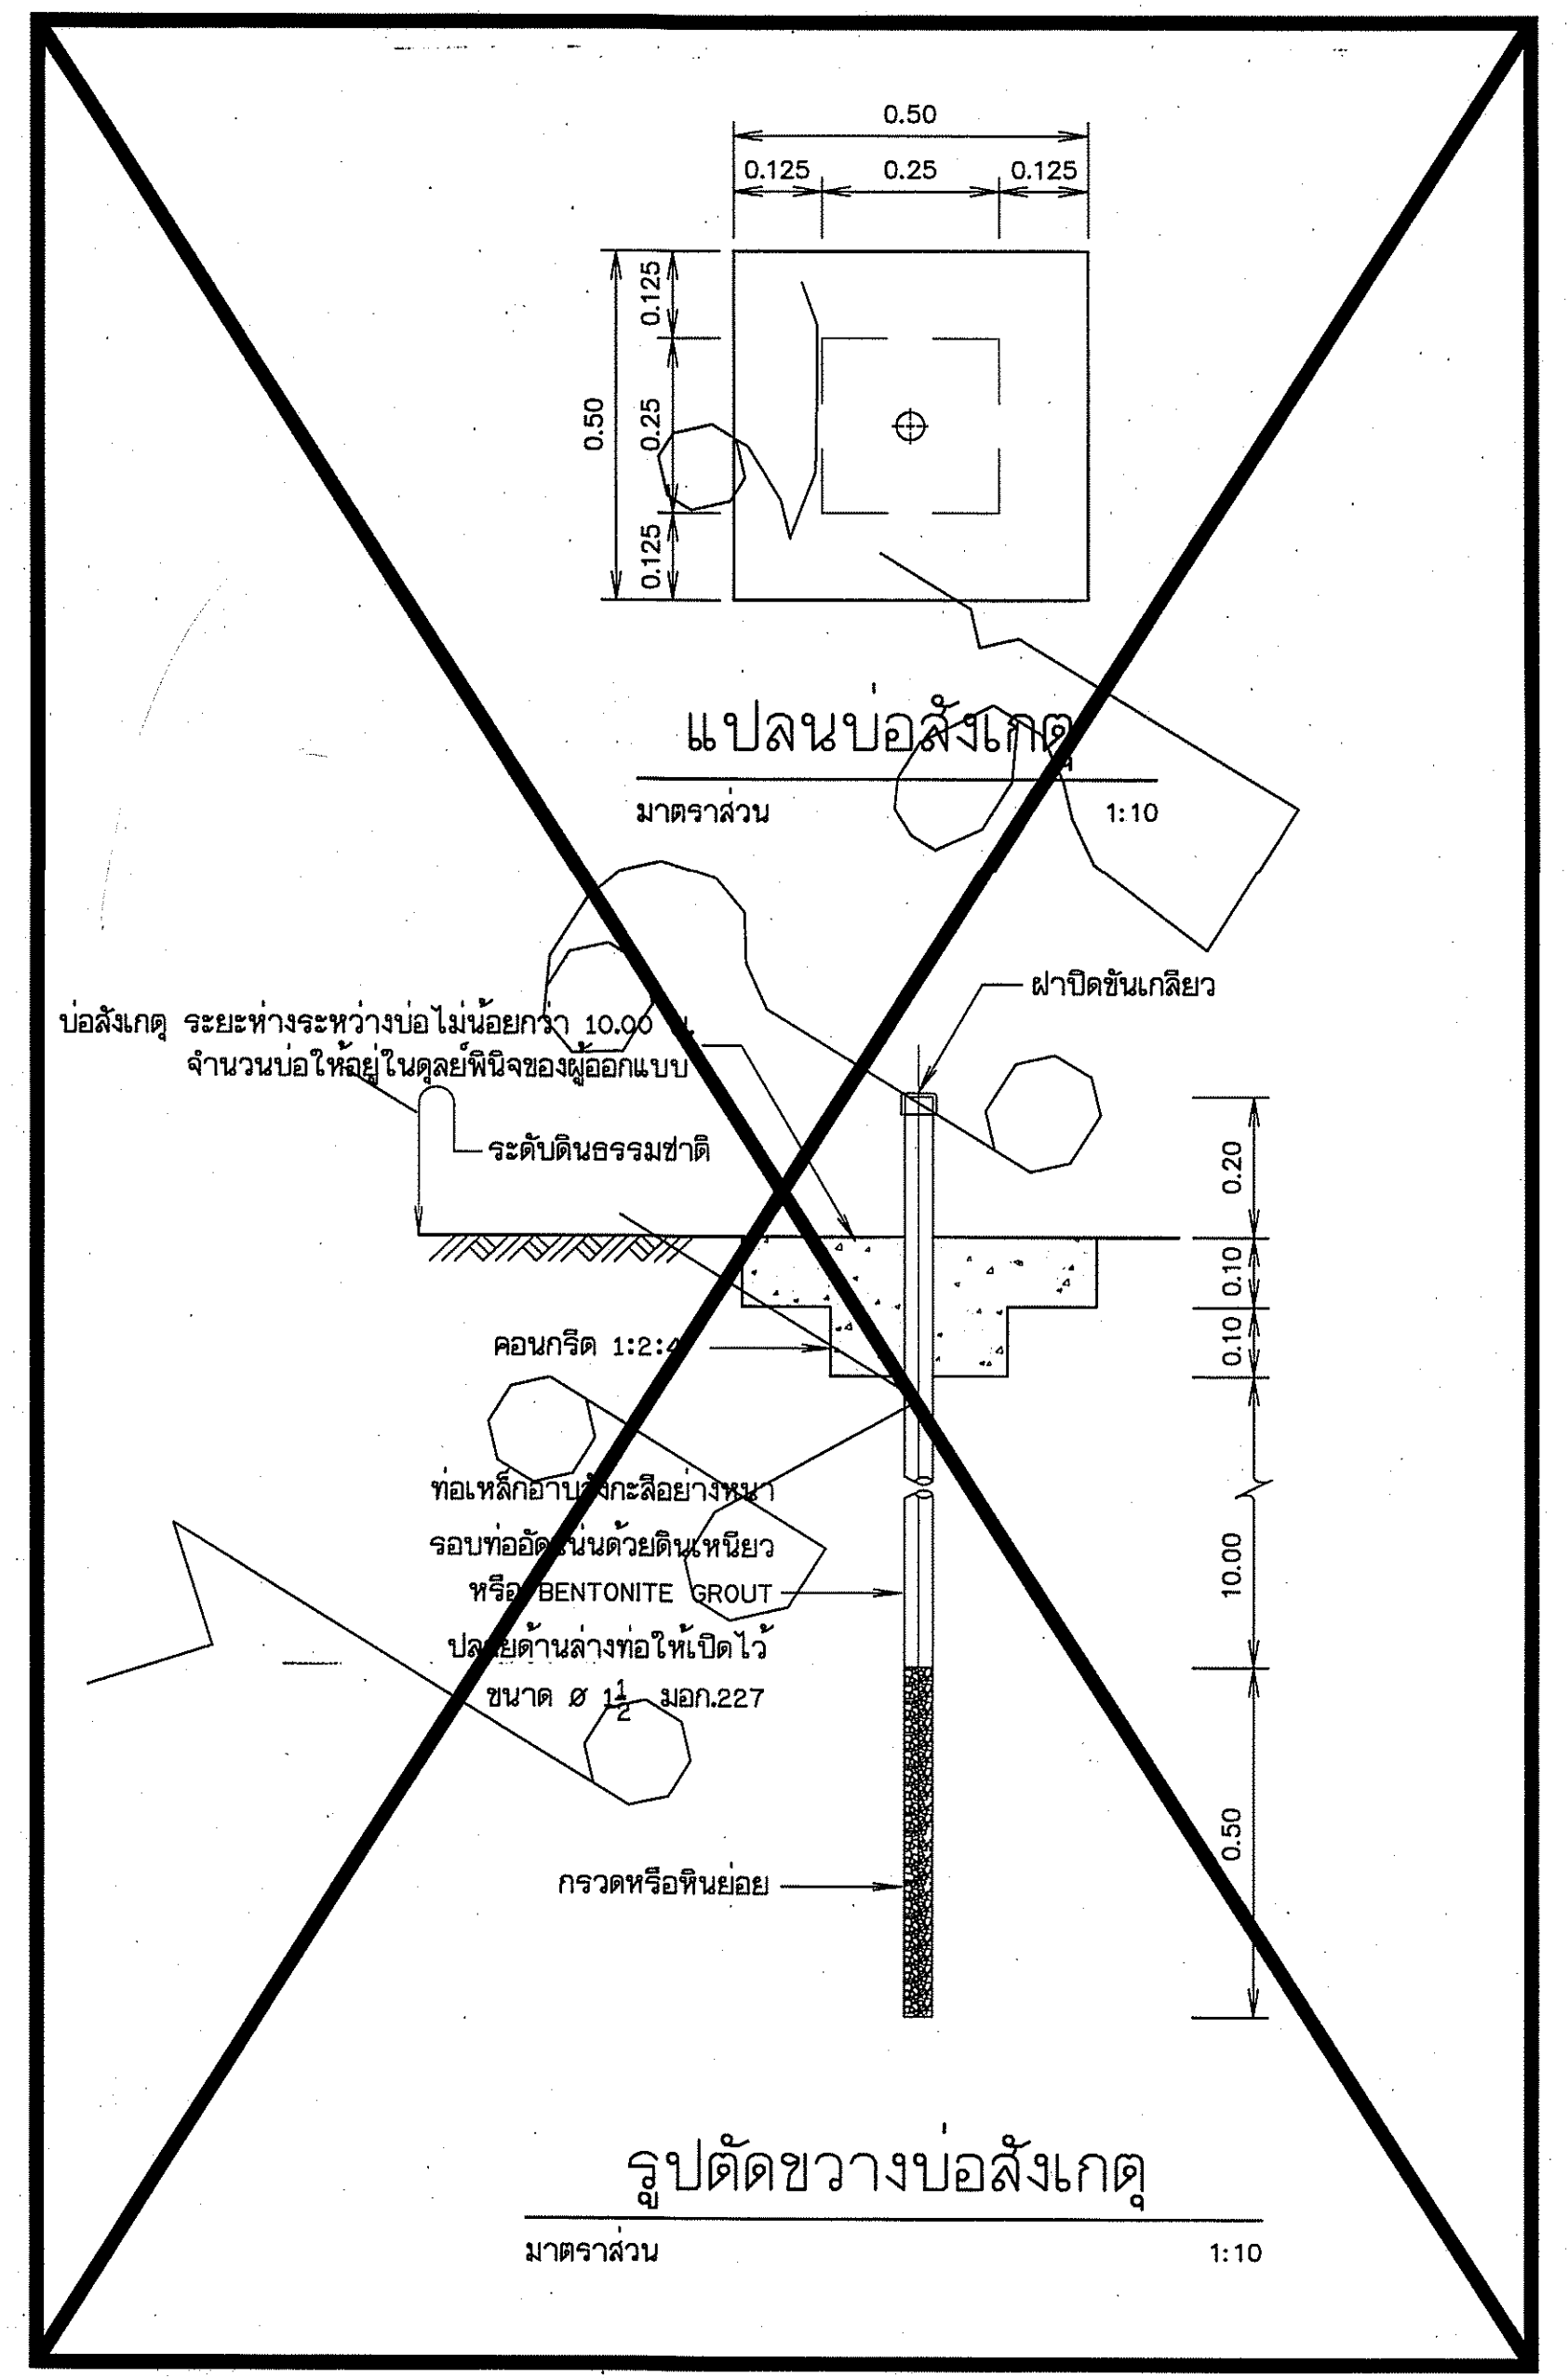 0.50
0.125 0.25 0.125
0.125
0.50 0.25
0.125
แปลนบ่อสังเกตุ
มาตราส่วน 1:10
ฝาปิดขันเกลียว
บ่อสังเกตุ ระยะห่างระหว่างบ่อไม่น้อยกว่า 10.00
จำนวนบ่อให้อยู่ในดุลย์พินิจของผู้ออกแบบ
ระดับดินธรรมชาติ
0.20
0.10
คอนกรีต 1:2:4
0.10
ท่อเหล็กอาบสังกะสีอย่างหนา
รอบท่ออัดแน่นด้วยดินเหนียว
หรือ BENTONITE GROUT
ปลายด้านล่างท่อให้เปิดไว้
ขนาด Ø 1½ มอก.227
10.00
0.50
กรวดหรือหินย่อย
รูปตัดขวางบ่อสังเกตุ
มาตราส่วน 1:10